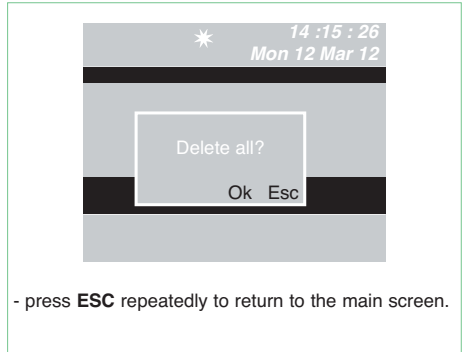 14 :15 : 26
Mon 12 Mar 12
Delete all?
Ok Esc
- press ESC repeatedly to return to the main screen.